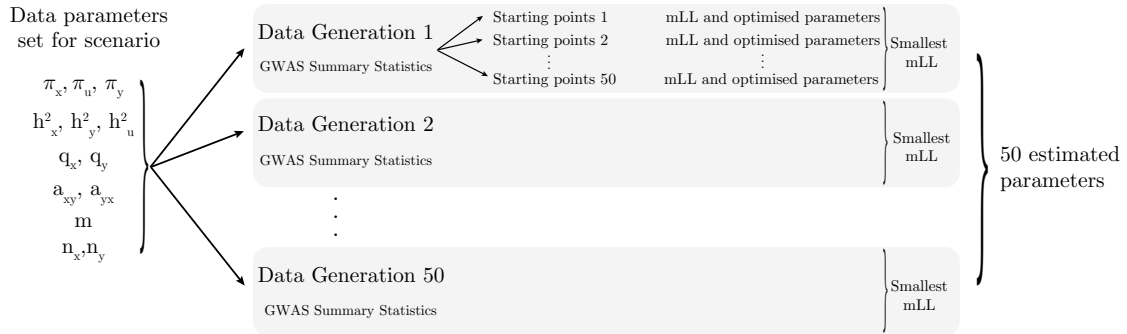 Data parameters
set for scenario
π_x, π_u, π_y
h²_x, h²_y, h²_u
q_x, q_y
a_xy, a_yx
m
n_x,n_y
Data Generation 1
GWAS Summary Statistics
Starting points 1 mLL and optimised parameters
Starting points 2 mLL and optimised parameters
⋮ ⋮
Starting points 50 mLL and optimised parameters
Smallest
mLL
Data Generation 2
GWAS Summary Statistics
Smallest
mLL
. . .
Data Generation 50
GWAS Summary Statistics
Smallest
mLL
50 estimated
parameters